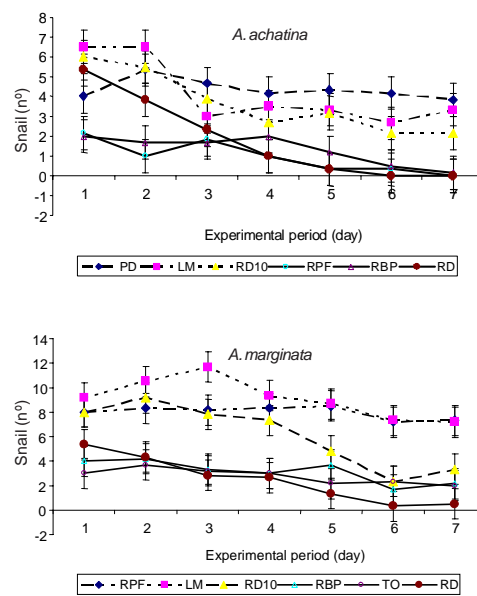 8
7
6
5
4
3
2
1
0
-1
-2
Snail (nº)
A. achatina
1 2 3 4 5 6 7
Experimental period (day)
PD LM RD10 RPF RBP RD
14
12
10
8
6
4
2
0
-2
Snail (nº)
A. marginata
1 2 3 4 5 6 7
Experimental period (day)
RPF LM RD10 RBP TO RD